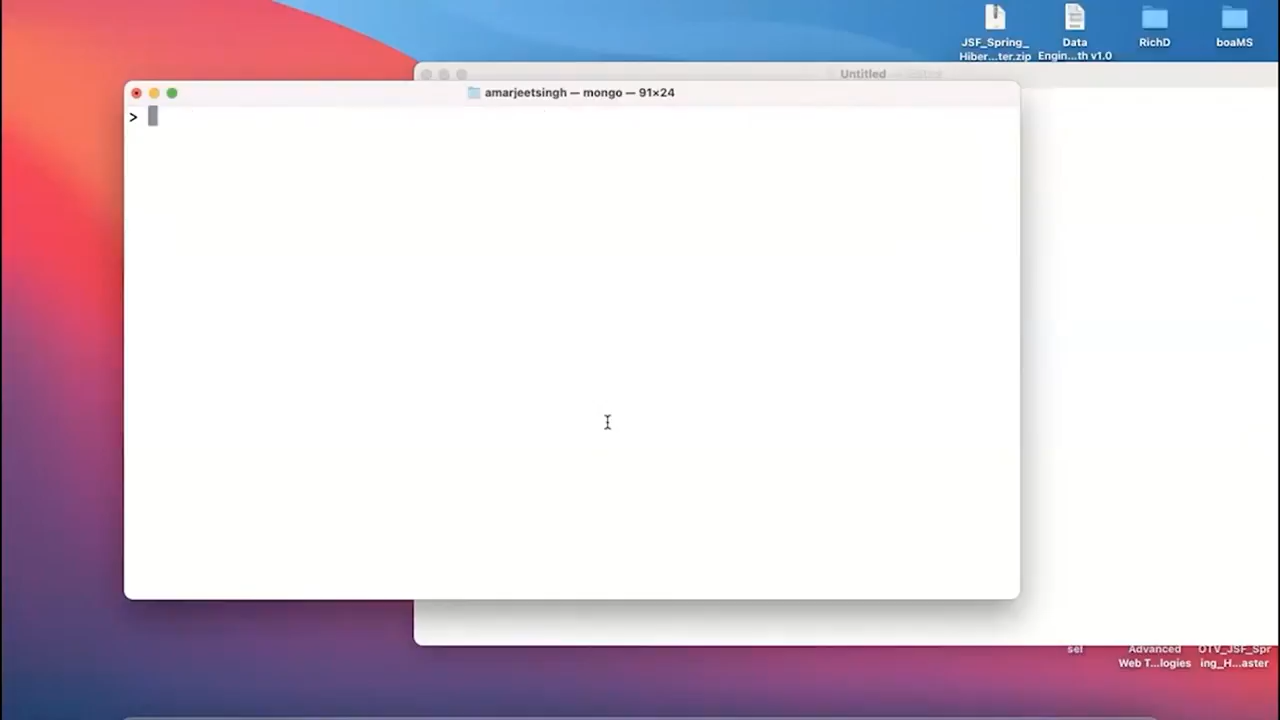 JSF_Spring_
Hiber...ter.zip
Data
Engin...th v1.0
RichD
boaMS
Untitled
amarjeetsingh — mongo — 91×24
>
sel
Advanced
Web T...logies
OTV_JSF_Spr
ing_H...aster